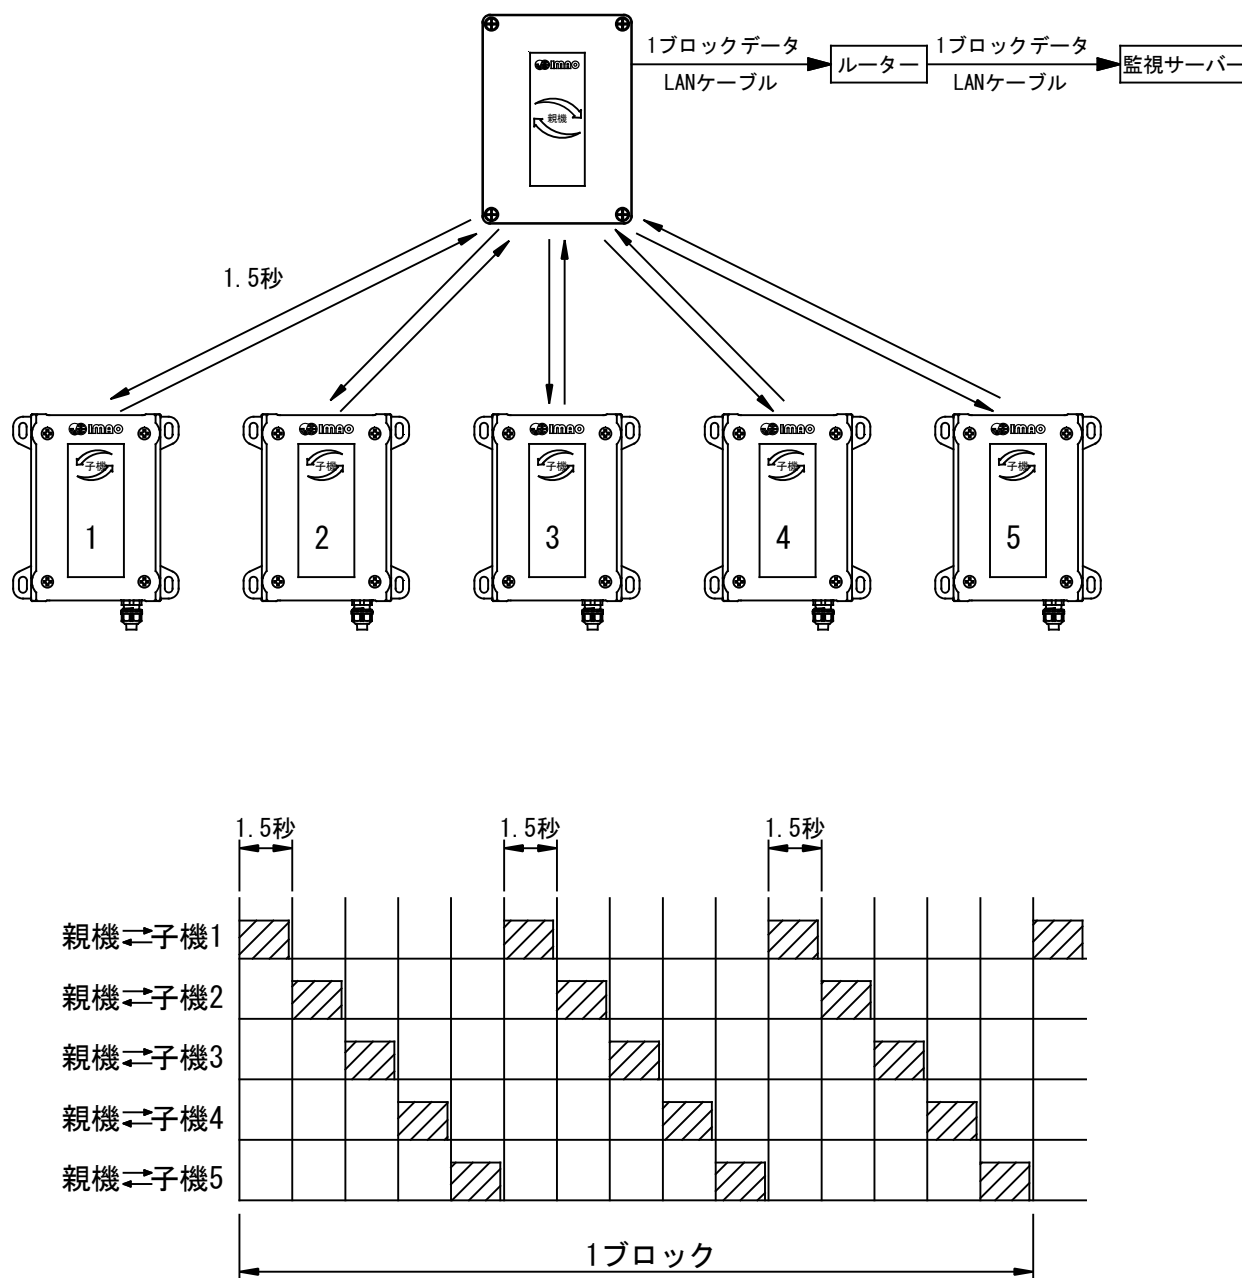 IMAO
親機
1ブロックデータ
LANケーブル
ルーター
1ブロックデータ
LANケーブル
監視サーバー
1.5秒
IMAO
子機
1
IMAO
子機
2
IMAO
子機
3
IMAO
子機
4
IMAO
子機
5
1.5秒
1.5秒
1.5秒
親機⇄子機1
親機⇄子機2
親機⇄子機3
親機⇄子機4
親機⇄子機5
1ブロック